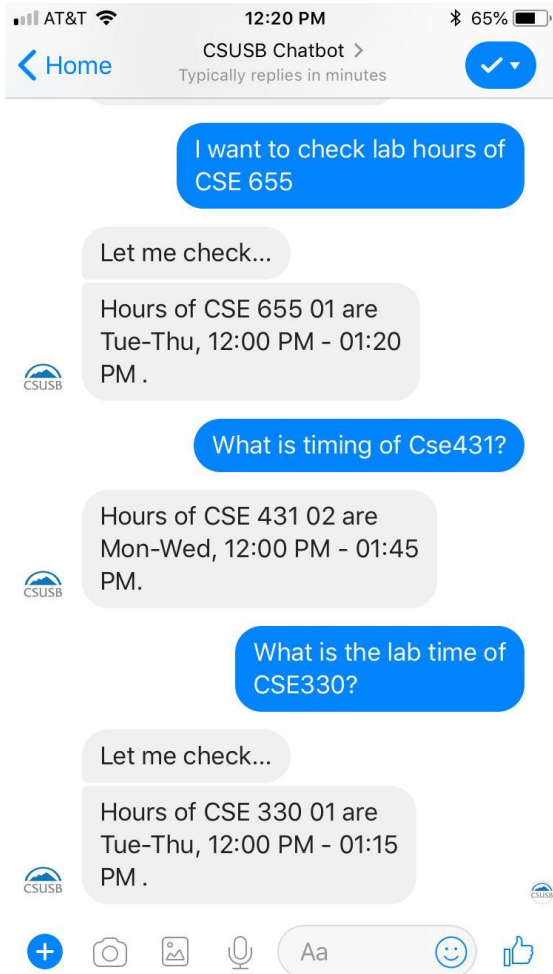 AT&T 12:20 PM 65%
Home
CSUSB Chatbot
Typically replies in minutes
I want to check lab hours of
CSE 655
Let me check...
Hours of CSE 655 01 are
Tue-Thu, 12:00 PM - 01:20
PM .
CSUSB
What is timing of Cse431?
Hours of CSE 431 02 are
Mon-Wed, 12:00 PM - 01:45
PM.
CSUSB
What is the lab time of
CSE330?
Let me check...
Hours of CSE 330 01 are
Tue-Thu, 12:00 PM - 01:15
PM .
CSUSB
CSUSB
Aa